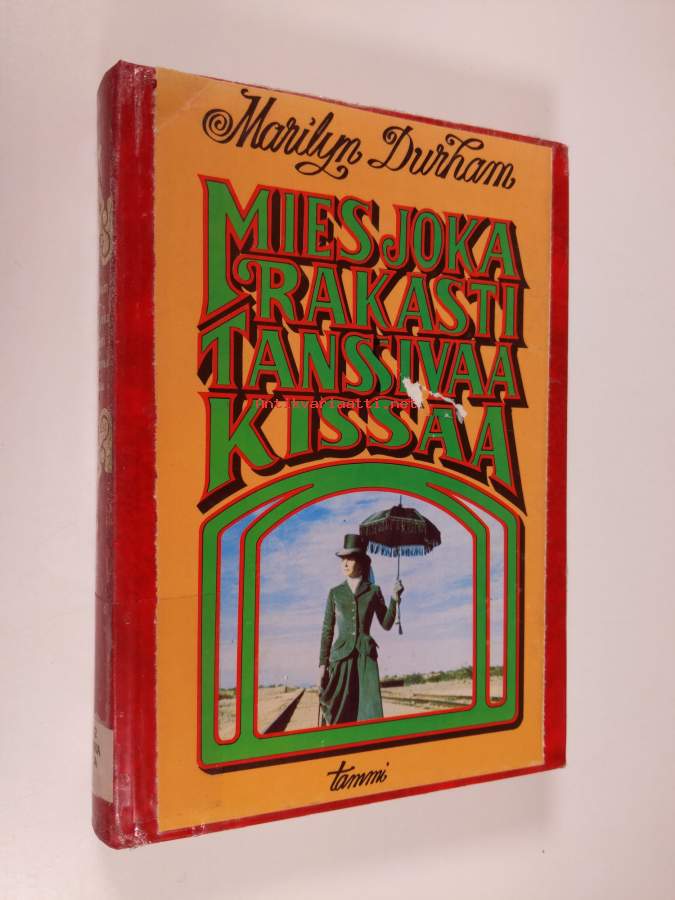 Marilyn Durham
MIES JOKA
RAKASTI
TANSSIVAA
KISSAA
Antikvariaatti.net
tammi